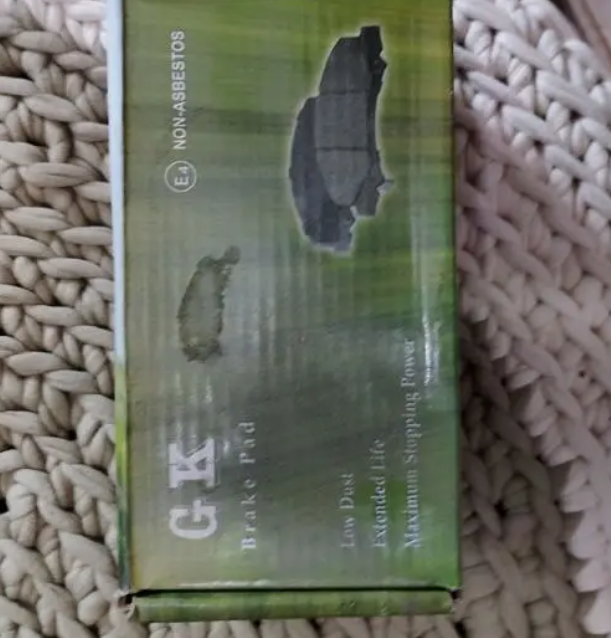 GK
Brake Pad
E4 NON-ASBESTOS
Low Dust
Extended Life
Maximum Stopping Power